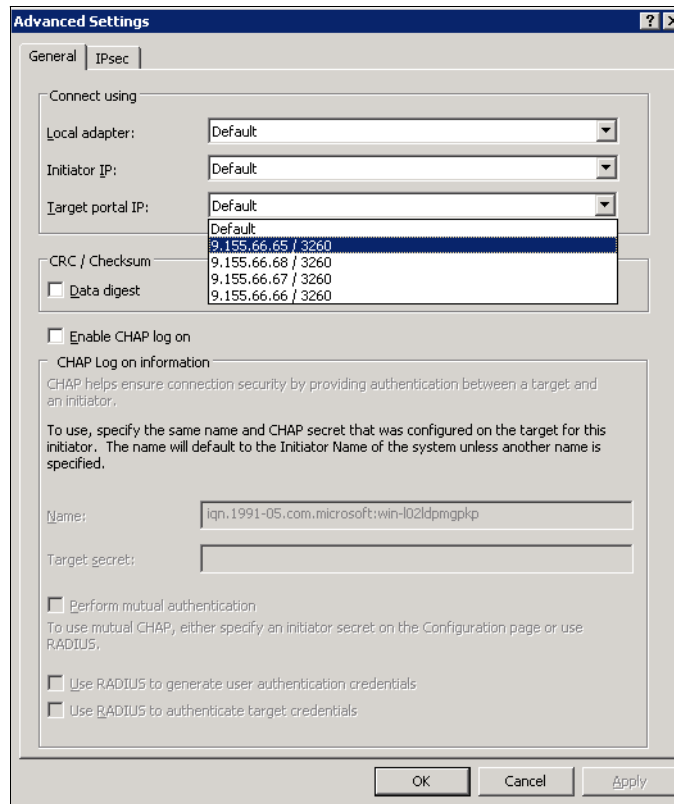 Advanced Settings
General
IPsec
Connect using
Local adapter:
Default
Initiator IP:
Default
Target portal IP:
Default
Default
9.155.66.65 / 3260
9.155.66.68 / 3260
9.155.66.67 / 3260
9.155.66.66 / 3260
CRC / Checksum
Data digest
Enable CHAP log on
CHAP Log on information
CHAP helps ensure connection security by providing authentication between a target and
an initiator.
To use, specify the same name and CHAP secret that was configured on the target for this
initiator. The name will default to the Initiator Name of the system unless another name is
specified.
Name:
iqn.1991-05.com.microsoft:win-l02ldpmgpkp
Target secret:
Perform mutual authentication
To use mutual CHAP, either specify an initiator secret on the Configuration page or use
RADIUS.
Use RADIUS to generate user authentication credentials
Use RADIUS to authenticate target credentials
OK
Cancel
Apply